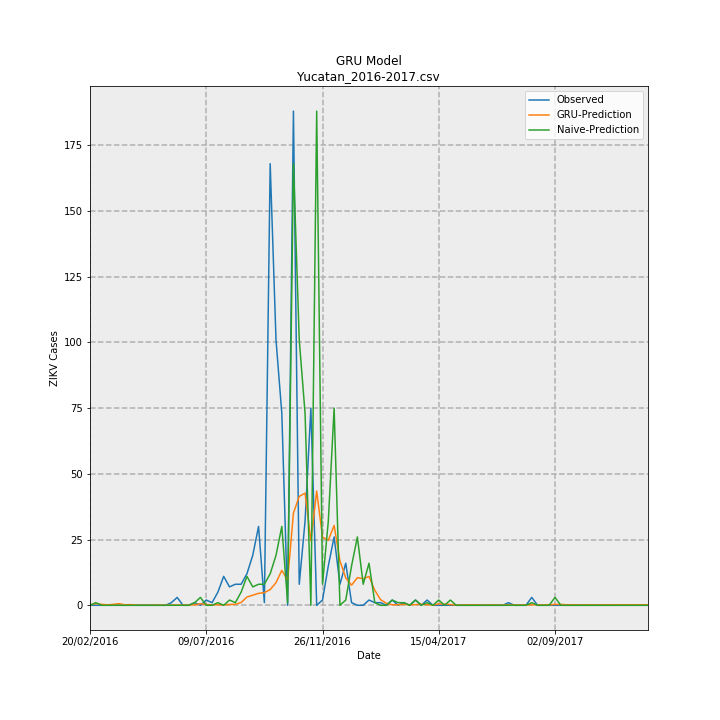 GRU Model
Yucatan_2016-2017.csv
Observed
GRU-Prediction
Naive-Prediction
ZIKV Cases
175
150
125
100
75
50
25
0
20/02/2016
09/07/2016
26/11/2016
15/04/2017
02/09/2017
Date